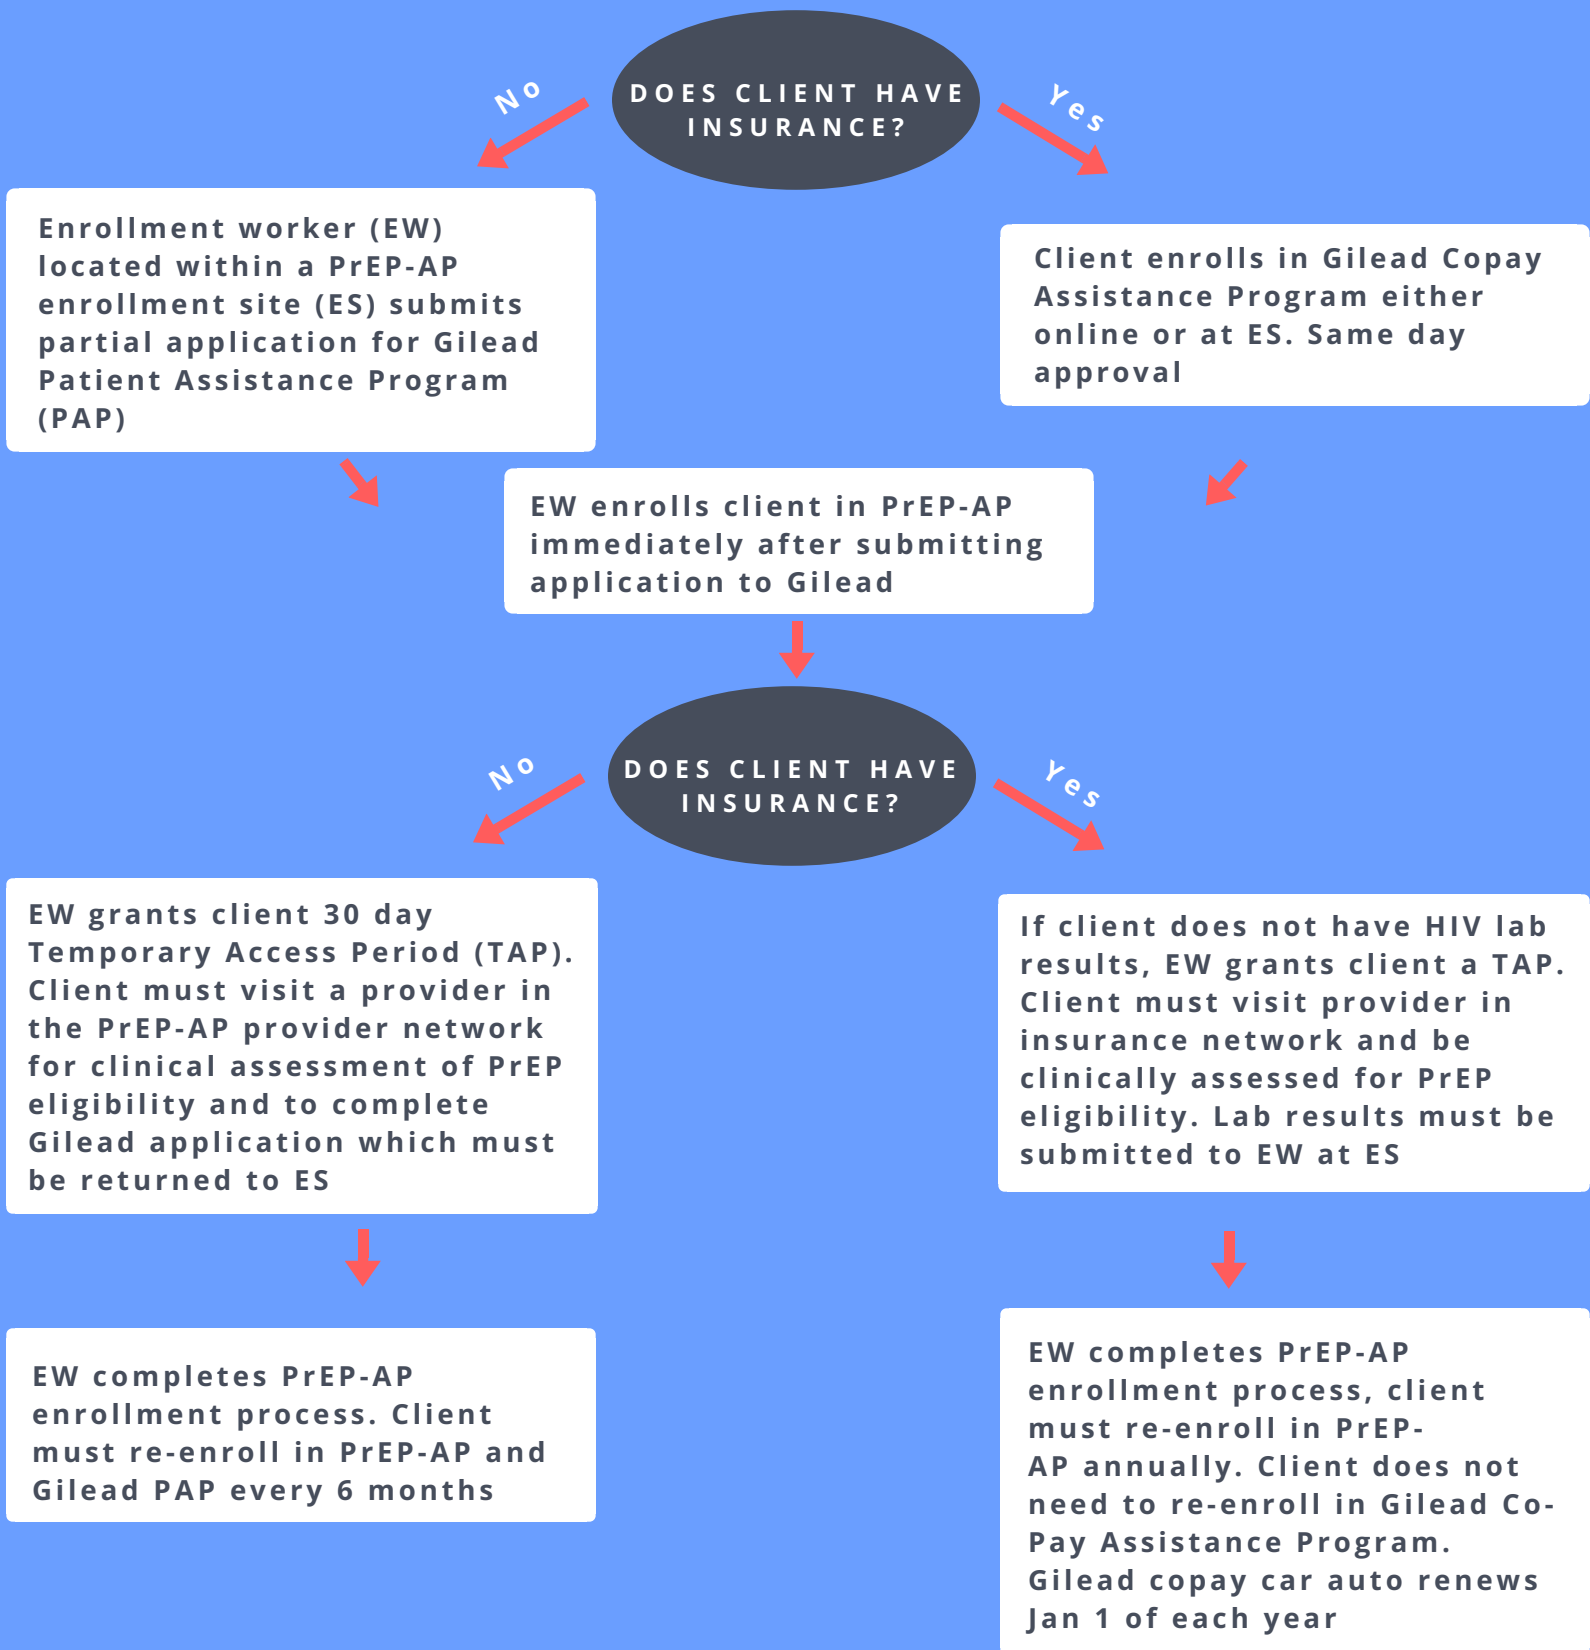 DOES CLIENT HAVE
INSURANCE?
No
Yes
Enrollment worker (EW)
located within a PrEP-AP
enrollment site (ES) submits
partial application for Gilead
Patient Assistance Program
(PAP)
Client enrolls in Gilead Copay
Assistance Program either
online or at ES. Same day
approval
EW enrolls client in PrEP-AP
immediately after submitting
application to Gilead
DOES CLIENT HAVE
INSURANCE?
No
Yes
EW grants client 30 day
Temporary Access Period (TAP).
Client must visit a provider in
the PrEP-AP provider network
for clinical assessment of PrEP
eligibility and to complete
Gilead application which must
be returned to ES
If client does not have HIV lab
results, EW grants client a TAP.
Client must visit provider in
insurance network and be
clinically assessed for PrEP
eligibility. Lab results must be
submitted to EW at ES
EW completes PrEP-AP
enrollment process. Client
must re-enroll in PrEP-AP and
Gilead PAP every 6 months
EW completes PrEP-AP
enrollment process, client
must re-enroll in PrEP-
AP annually. Client does not
need to re-enroll in Gilead Co-
Pay Assistance Program.
Gilead copay car auto renews
Jan 1 of each year